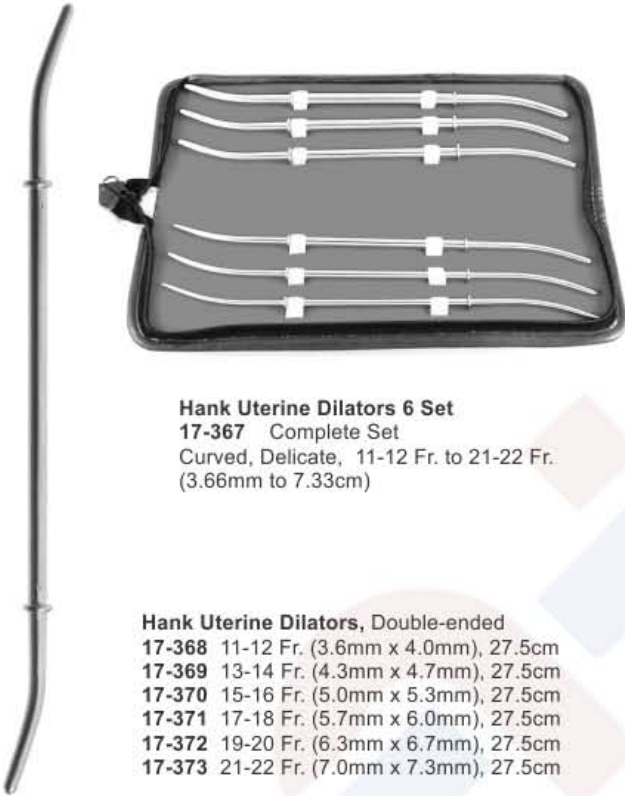 Hank Uterine Dilators 6 Set
17-367 Complete Set
Curved, Delicate, 11-12 Fr. to 21-22 Fr.
(3.66mm to 7.33cm)
Hank Uterine Dilators, Double-ended
17-368 11-12 Fr. (3.6mm x 4.0mm), 27.5cm
17-369 13-14 Fr. (4.3mm x 4.7mm), 27.5cm
17-370 15-16 Fr. (5.0mm x 5.3mm), 27.5cm
17-371 17-18 Fr. (5.7mm x 6.0mm), 27.5cm
17-372 19-20 Fr. (6.3mm x 6.7mm), 27.5cm
17-373 21-22 Fr. (7.0mm x 7.3mm), 27.5cm